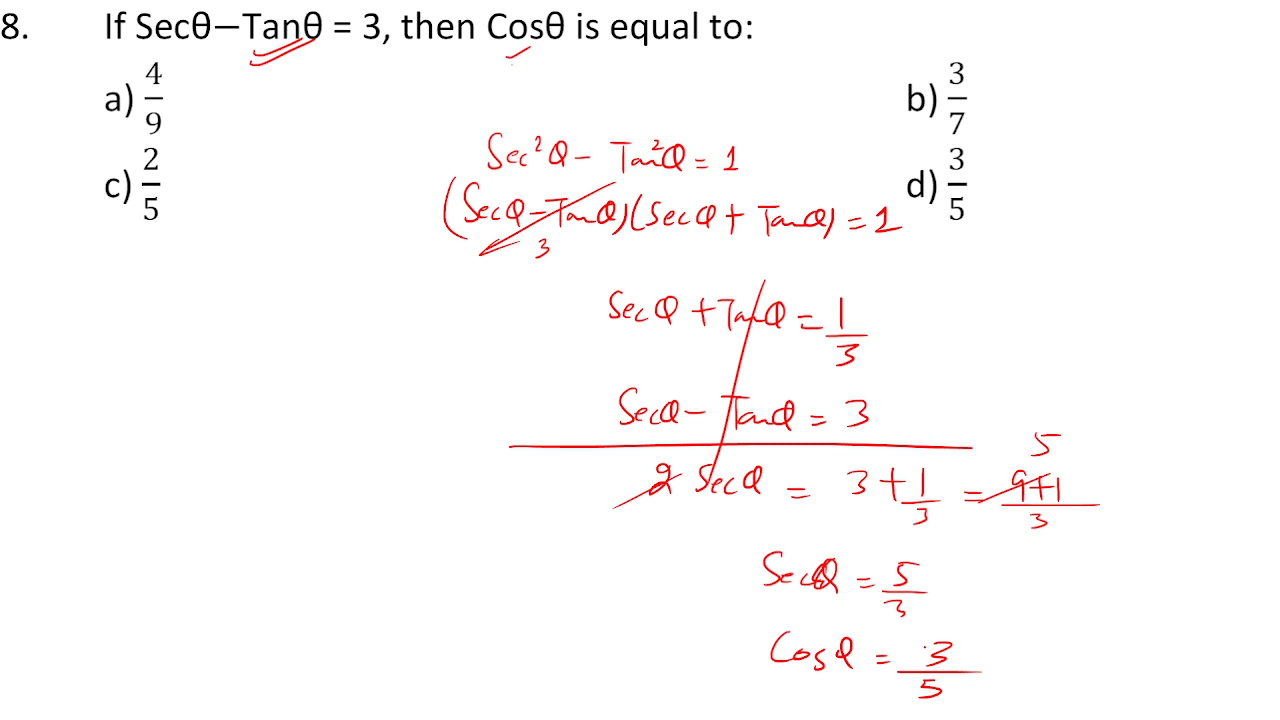 8. If Secθ−Tanθ = 3, then Cosθ is equal to:
a) 4/9
b) 3/7
c) 2/5
d) 3/5
Sec²θ − Tan²θ = 1
(Secθ − Tanθ)(Secθ + Tanθ) = 1
3
Secθ + Tanθ = 1/3
Secθ − Tanθ = 3
5
2 Secθ = 3 + 1/3 = 9+1/3
Secθ = 5/3
Cosθ = 3/5